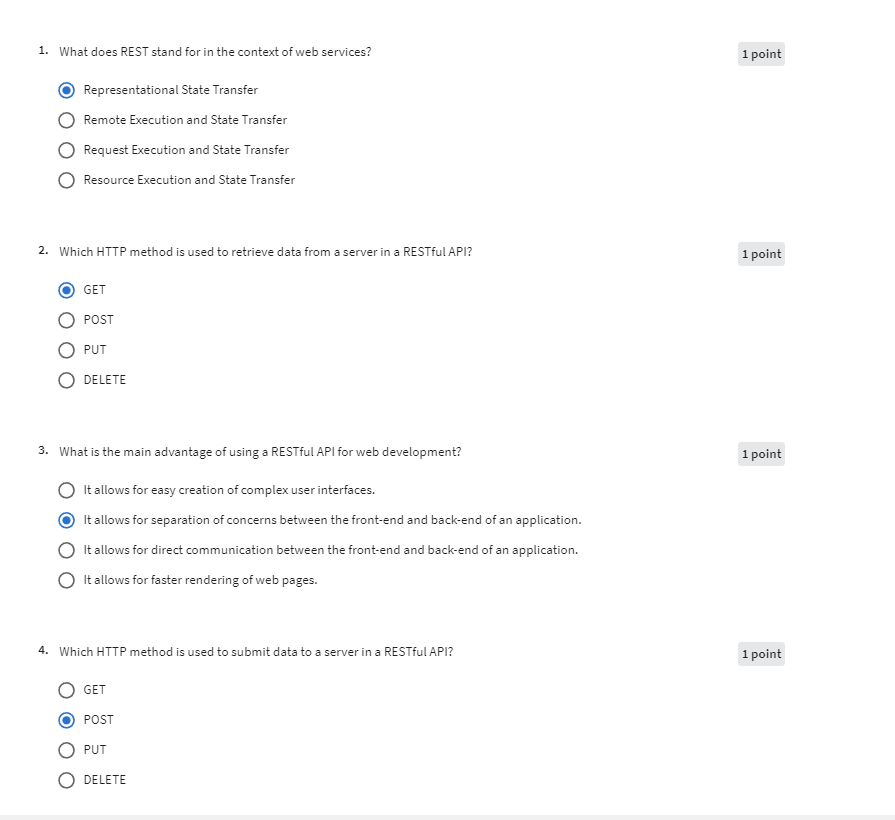 1. What does REST stand for in the context of web services? 1 point
Representational State Transfer
Remote Execution and State Transfer
Request Execution and State Transfer
Resource Execution and State Transfer
2. Which HTTP method is used to retrieve data from a server in a RESTful API? 1 point
GET
POST
PUT
DELETE
3. What is the main advantage of using a RESTful API for web development? 1 point
It allows for easy creation of complex user interfaces.
It allows for separation of concerns between the front-end and back-end of an application.
It allows for direct communication between the front-end and back-end of an application.
It allows for faster rendering of web pages.
4. Which HTTP method is used to submit data to a server in a RESTful API? 1 point
GET
POST
PUT
DELETE